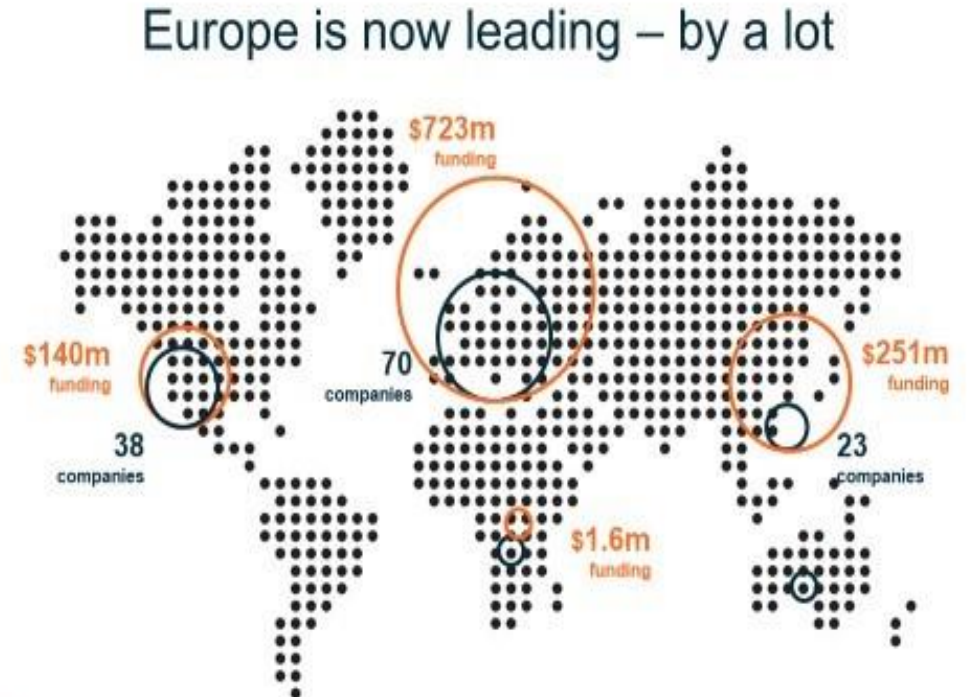 Europe is now leading – by a lot
$723m
funding
$140m
funding
70
companies
$251m
funding
38
companies
23
companies
$1.6m
funding